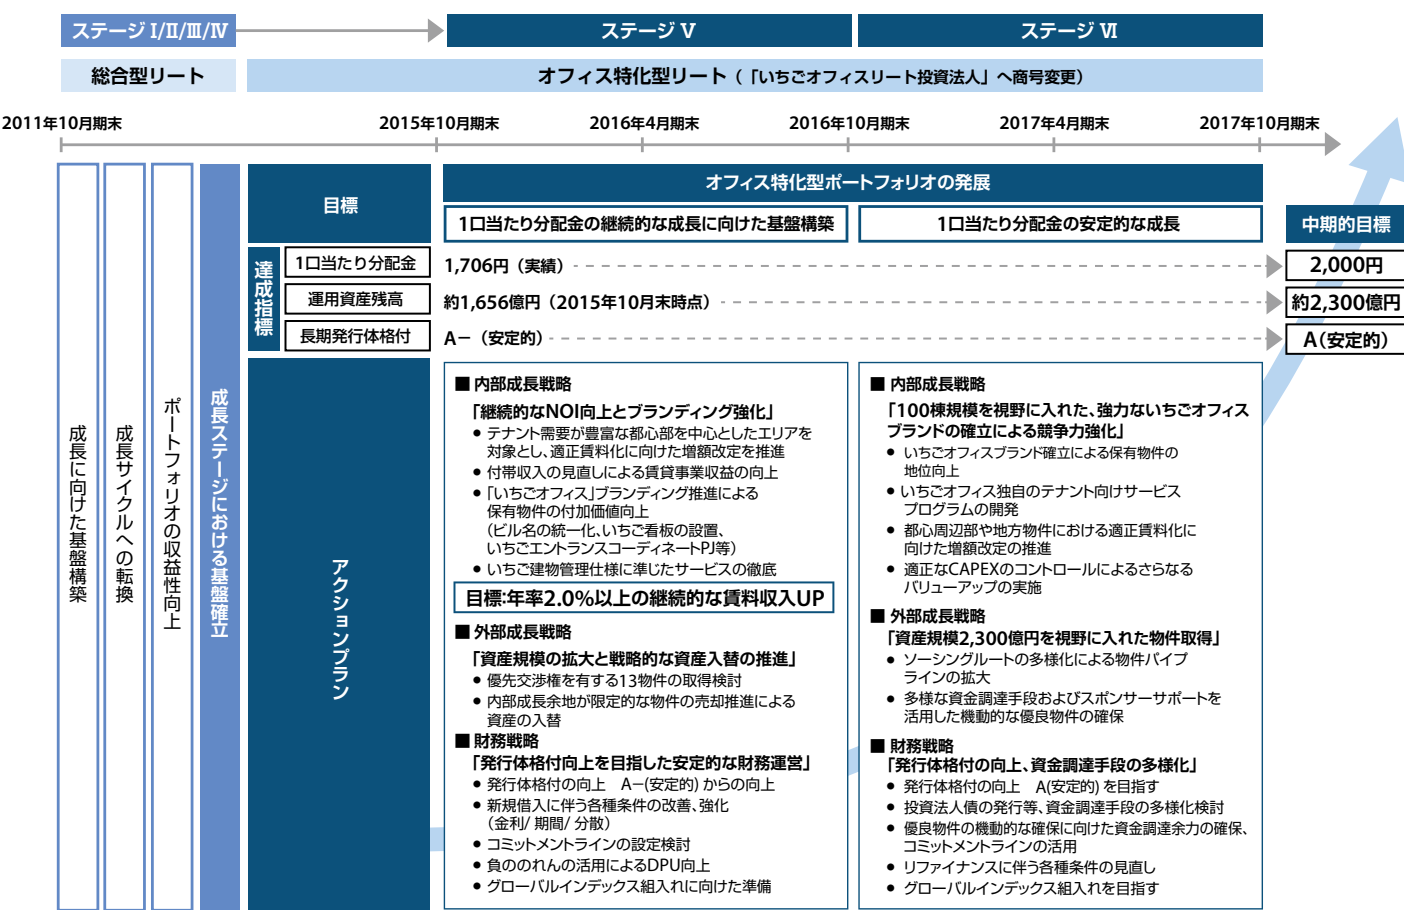 ステージ I/II/III/IV
ステージ V
ステージ VI
総合型リート
オフィス特化型リート（「いちごオフィスリート投資法人」へ商号変更）
2011年10月期末
2015年10月期末
2016年4月期末
2016年10月期末
2017年4月期末
2017年10月期末
成長に向けた基盤構築
成長サイクルへの転換
ポートフォリオの収益性向上
成長ステージにおける基盤確立
目標
オフィス特化型ポートフォリオの発展
1口当たり分配金の継続的な成長に向けた基盤構築
1口当たり分配金の安定的な成長
中期的目標
達成指標
1口当たり分配金
1,706円（実績）
2,000円
運用資産残高
約1,656億円（2015年10月末時点）
約2,300億円
長期発行体格付
A－（安定的）
A（安定的）
アクションプラン
■ 内部成長戦略
「継続的なNOI向上とブランディング強化」
● テナント需要が豊富な都心部を中心としたエリアを
対象とし、適正賃料化に向けた増額改定を推進
● 付帯収入の見直しによる賃貸事業収益の向上
● 「いちごオフィス」ブランディング推進による
保有物件の付加価値向上
（ビル名の統一化、いちご看板の設置、
いちごエントランスコーディネートPJ等）
● いちご建物管理仕様に準じたサービスの徹底
目標:年率2.0%以上の継続的な賃料収入UP
■ 外部成長戦略
「資産規模の拡大と戦略的な資産入替の推進」
● 優先交渉権を有する13物件の取得検討
● 内部成長余地が限定的な物件の売却推進による
資産の入替
■ 財務戦略
「発行体格付向上を目指した安定的な財務運営」
● 発行体格付の向上　A－(安定的) からの向上
● 新規借入に伴う各種条件の改善、強化
（金利/ 期間/ 分散）
● コミットメントラインの設定検討
● 負ののれんの活用によるDPU向上
● グローバルインデックス組入れに向けた準備
■ 内部成長戦略
「100棟規模を視野に入れた、強力ないちごオフィス
ブランドの確立による競争力強化」
● いちごオフィスブランド確立による保有物件の
地位向上
● いちごオフィス独自のテナント向けサービス
プログラムの開発
● 都心周辺部や地方物件における適正賃料化に
向けた増額改定の推進
● 適正なCAPEXのコントロールによるさらなる
バリューアップの実施
■ 外部成長戦略
「資産規模2,300億円を視野に入れた物件取得」
● ソーシングルートの多様化による物件パイプ
ラインの拡大
● 多様な資金調達手段およびスポンサーサポートを
活用した機動的な優良物件の確保
■ 財務戦略
「発行体格付の向上、資金調達手段の多様化」
● 発行体格付の向上　A(安定的) を目指す
● 投資法人債の発行等、資金調達手段の多様化検討
● 優良物件の機動的な確保に向けた資金調達余力の確保、
コミットメントラインの活用
● リファイナンスに伴う各種条件の見直し
● グローバルインデックス組入れを目指す